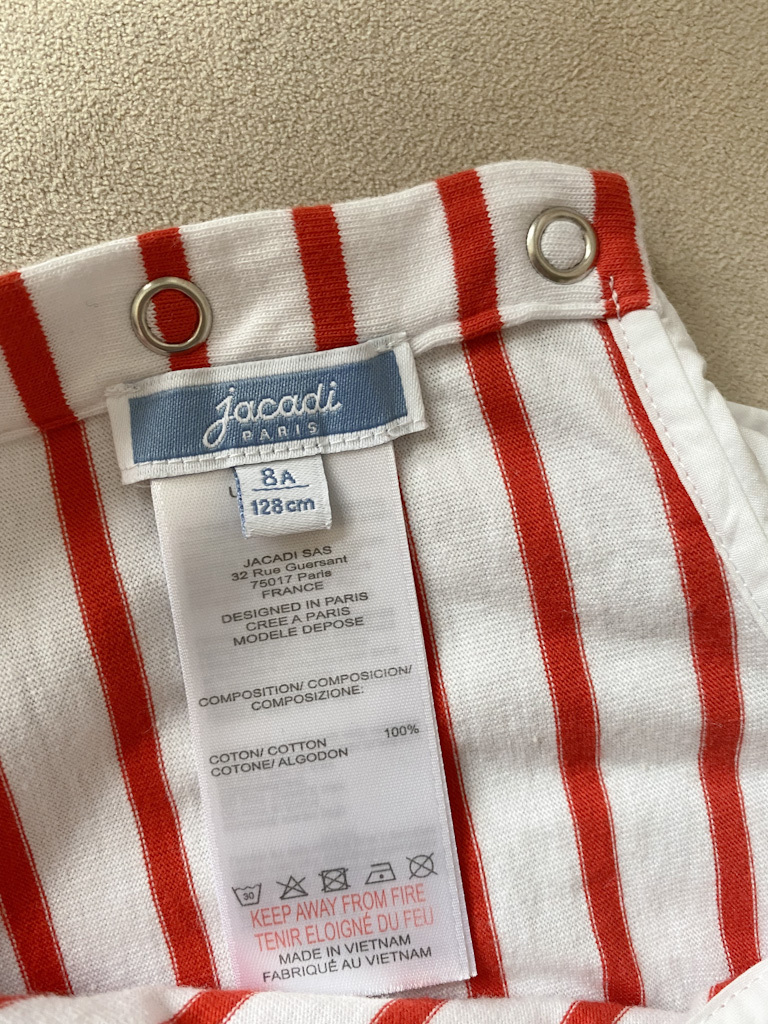 jacadi
PARIS
8A
128cm
JACADI SAS
32 Rue Guersant
75017 Paris
FRANCE
DESIGNED IN PARIS
CREE A PARIS
MODELE DEPOSE
COMPOSITION/ COMPOSICION/
COMPOSIZIONE:
100%
COTON/ COTTON
COTONE/ ALGODON
30
KEEP AWAY FROM FIRE
TENIR ELOIGNÉ DU FEU
MADE IN VIETNAM
FABRIQUÉ AU VIETNAM